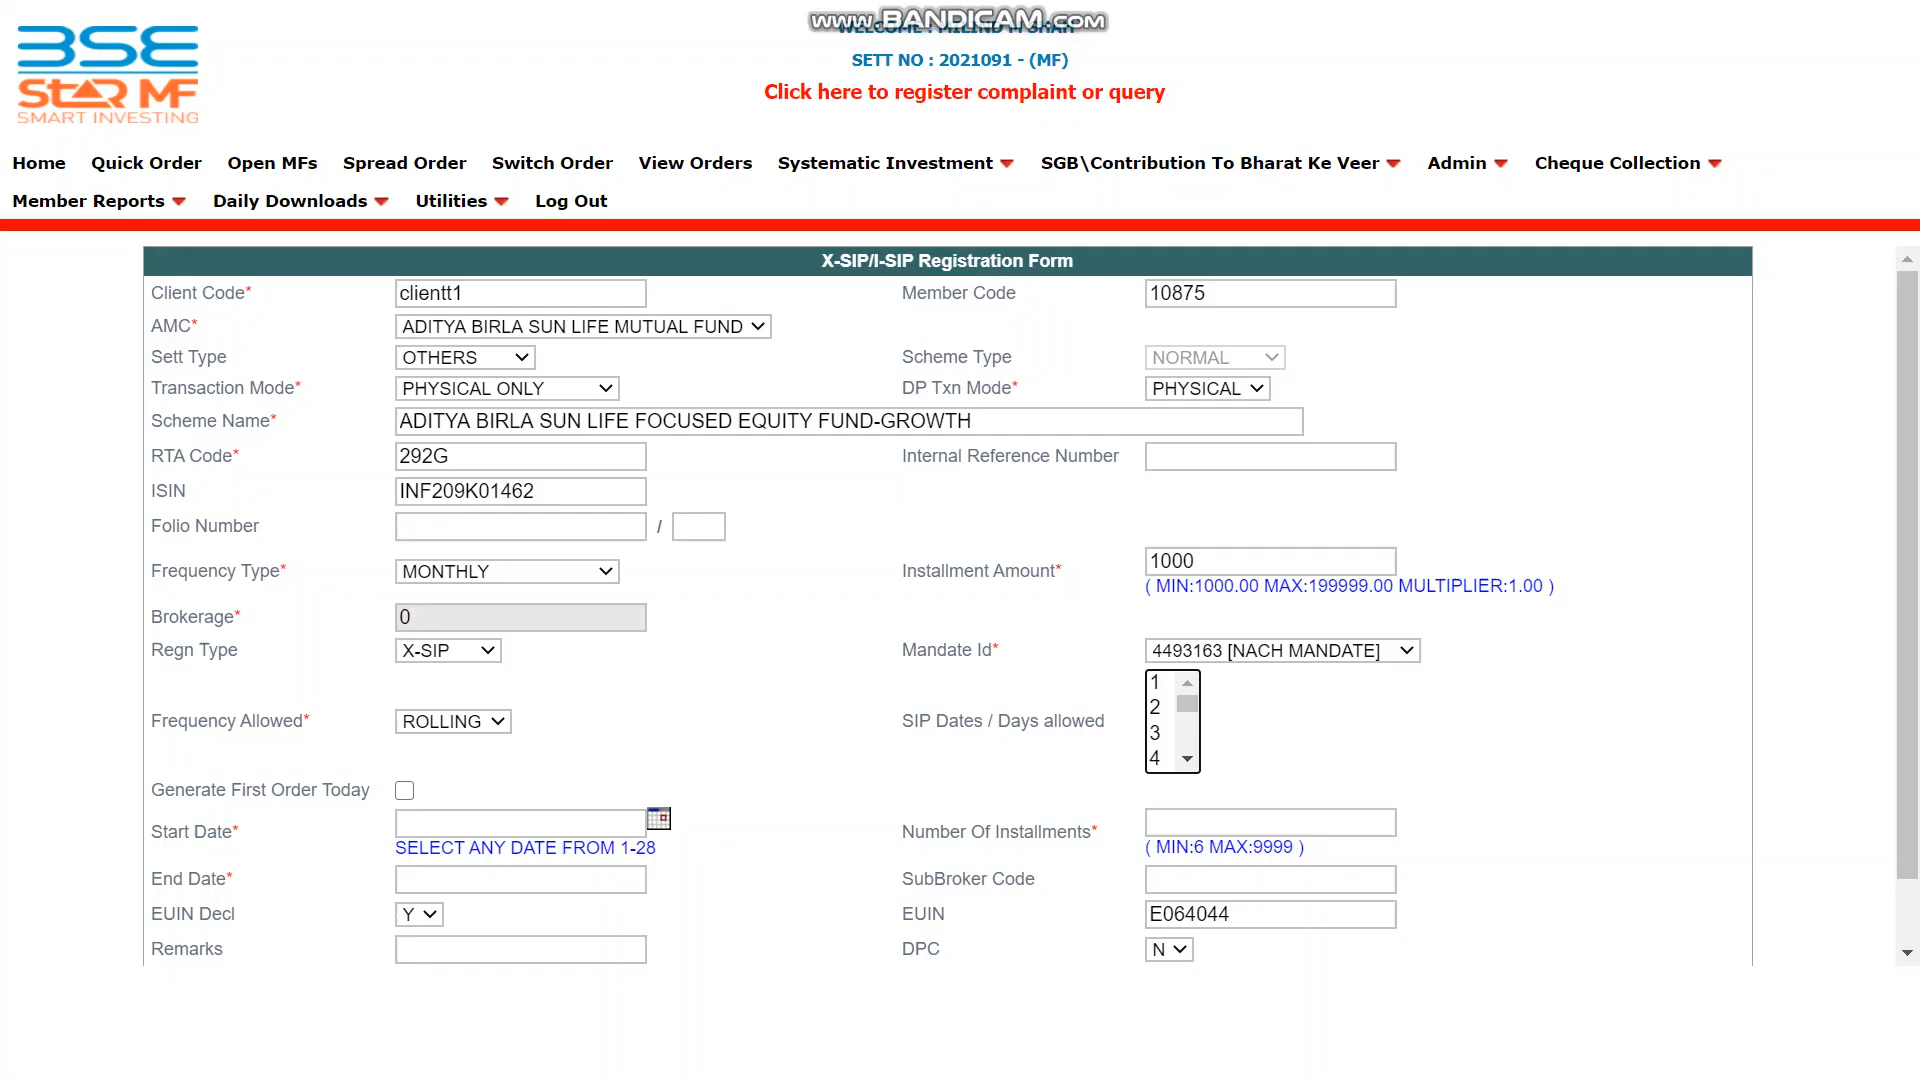 www.BANDICAM.com
WELCOME : MILIND M SHAH
BSE
StAR MF
SMART INVESTING
SETT NO : 2021091 - (MF)
Click here to register complaint or query
Home Quick Order Open MFs Spread Order Switch Order View Orders Systematic Investment SGB\Contribution To Bharat Ke Veer Admin Cheque Collection
Member Reports Daily Downloads Utilities Log Out
X-SIP/I-SIP Registration Form
Client Code* clientt1 Member Code 10875
AMC* ADITYA BIRLA SUN LIFE MUTUAL FUND
Sett Type OTHERS Scheme Type NORMAL
Transaction Mode* PHYSICAL ONLY DP Txn Mode* PHYSICAL
Scheme Name* ADITYA BIRLA SUN LIFE FOCUSED EQUITY FUND-GROWTH
RTA Code* 292G Internal Reference Number
ISIN INF209K01462
Folio Number /
Frequency Type* MONTHLY Installment Amount* 1000
( MIN:1000.00 MAX:199999.00 MULTIPLIER:1.00 )
Brokerage* 0
Regn Type X-SIP Mandate Id* 4493163 [NACH MANDATE]
Frequency Allowed* ROLLING SIP Dates / Days allowed 1
2
3
4
Generate First Order Today
Start Date* Number Of Installments*
SELECT ANY DATE FROM 1-28 ( MIN:6 MAX:9999 )
End Date* SubBroker Code
EUIN Decl Y EUIN E064044
Remarks DPC N